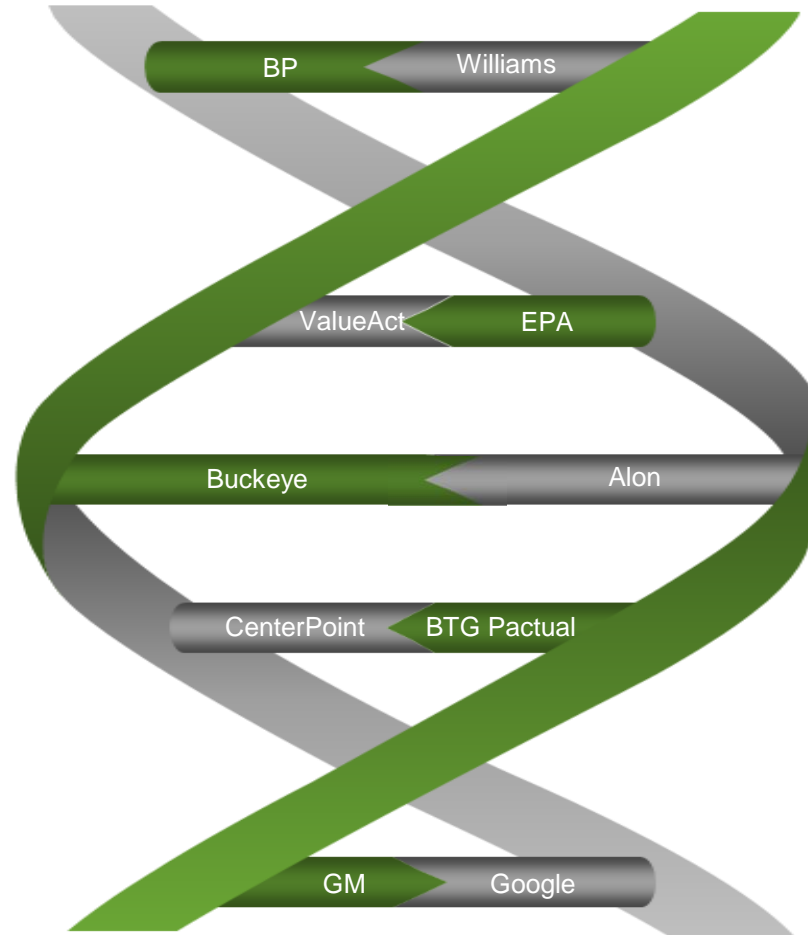 BP Williams
ValueAct EPA
Buckeye Alon
CenterPoint BTG Pactual
GM Google